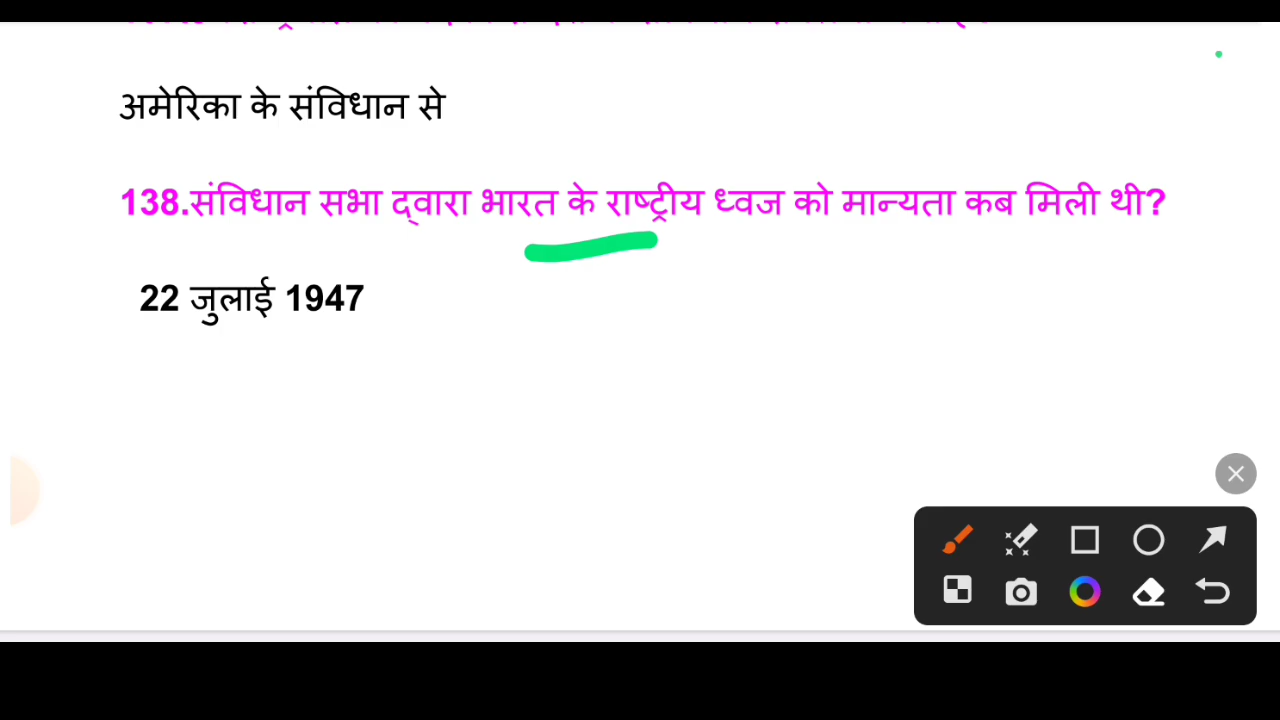 अमेरिका के संविधान से
138.संविधान सभा द्वारा भारत के राष्ट्रीय ध्वज को मान्यता कब मिली थी?
22 जुलाई 1947